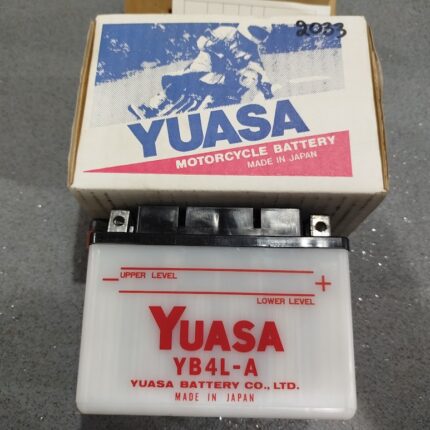 2033
YUASA
MOTORCYCLE BATTERY
MADE IN JAPAN
UPPER LEVEL
- +
LOWER LEVEL
YUASA
YB4L-A
YUASA BATTERY CO., LTD.
MADE IN JAPAN